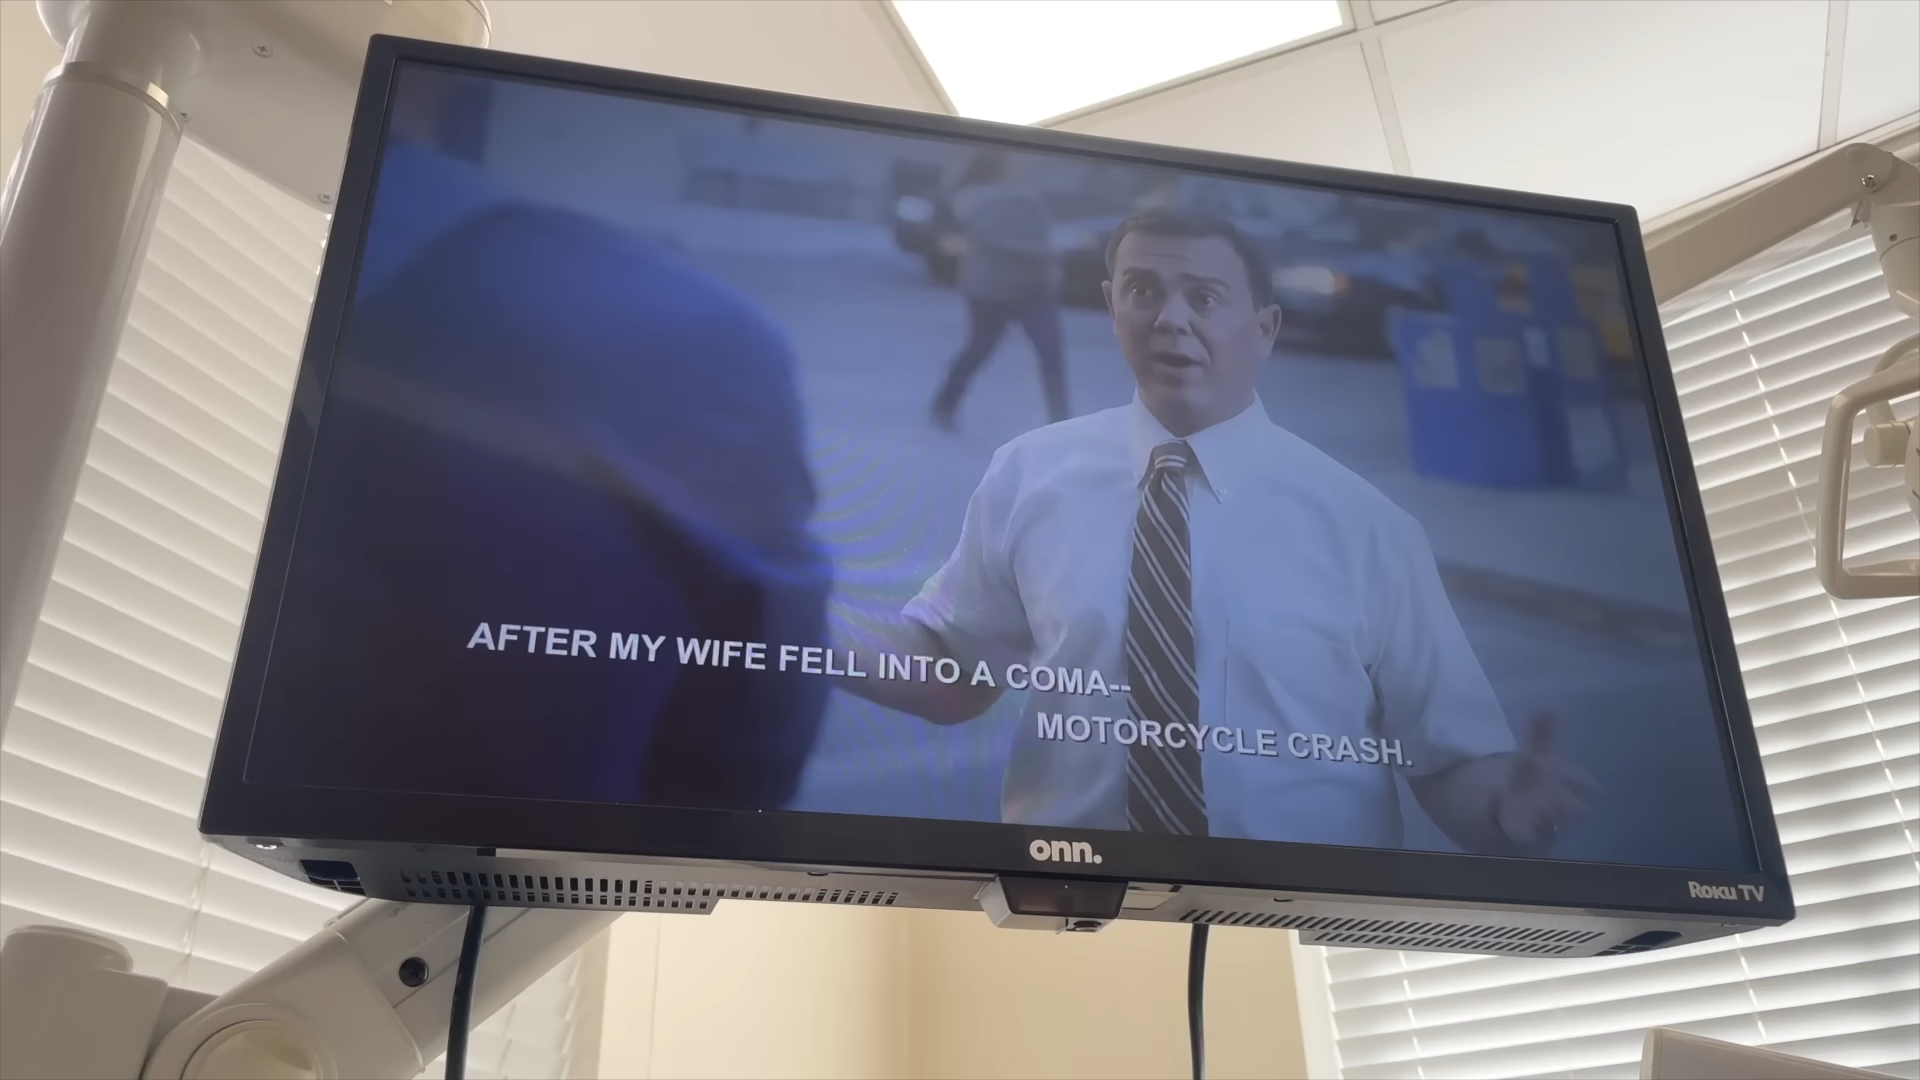 AFTER MY WIFE FELL INTO A COMA--
MOTORCYCLE CRASH.
onn.
ROKU TV